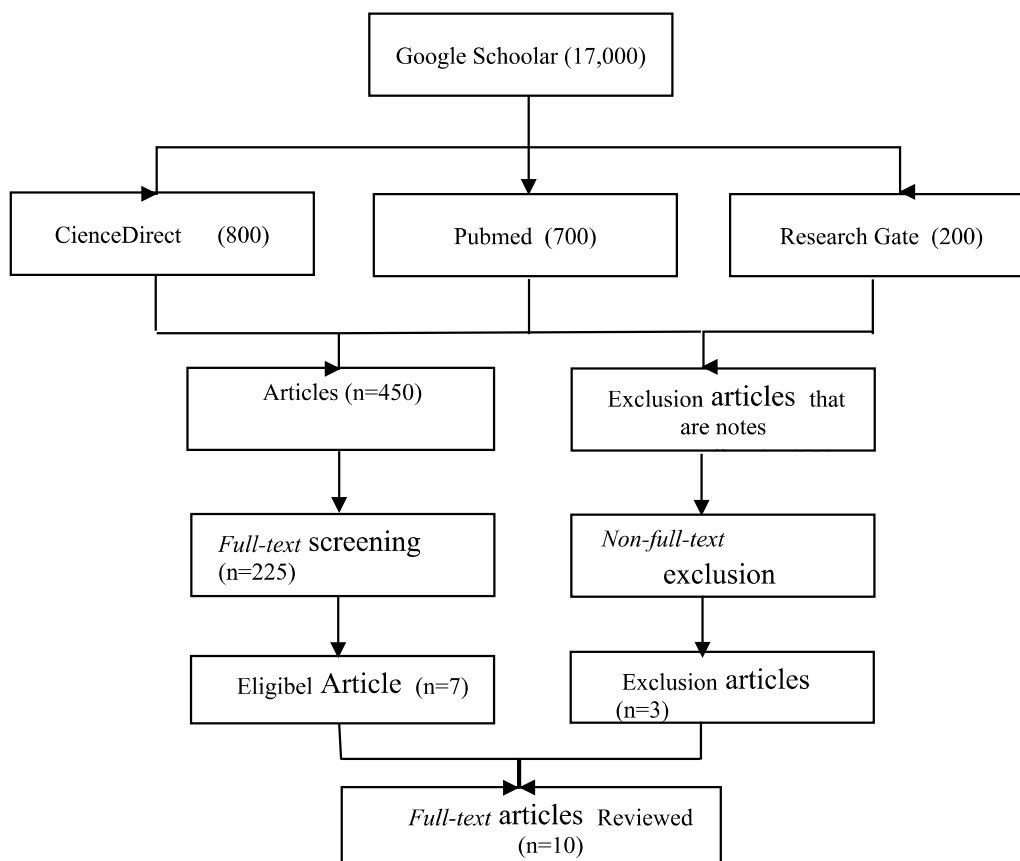 Google Schoolar (17,000)
CienceDirect (800)
Pubmed (700)
Research Gate (200)
Articles (n=450)
Exclusion articles that
are notes
Full-text screening
(n=225)
Non-full-text
exclusion
Eligibel Article (n=7)
Exclusion articles
(n=3)
Full-text articles Reviewed
(n=10)